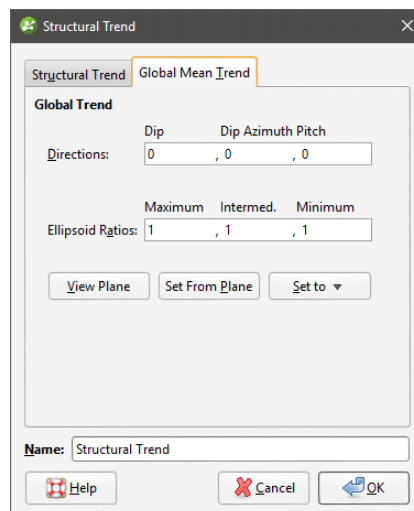 Structural Trend
Structural Trend Global Mean Trend
Global Trend
Dip Dip Azimuth Pitch
Directions: 0 , 0 , 0
Maximum Intermed. Minimum
Ellipsoid Ratios: 1 , 1 , 1
View Plane Set From Plane Set to
Name: Structural Trend
Help Cancel OK